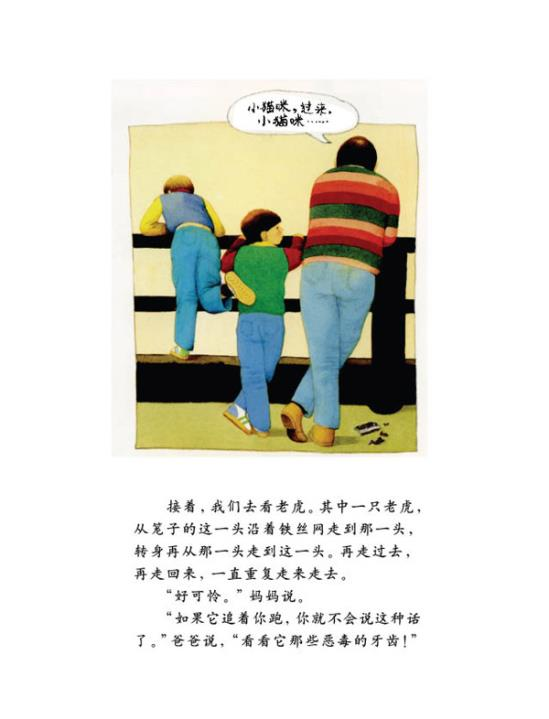 小猫咪,过来,
小猫咪……
接着,我们去看老虎。其中一只老虎,
从笼子的这一头沿着铁丝网走到那一头,
转身再从那一头走到这一头。再走过去,
再走回来,一直重复走来走去。
“好可怜。”妈妈说。
“如果它追着你跑,你就不会说这种话
了。”爸爸说,“看看它那些恶毒的牙齿!”